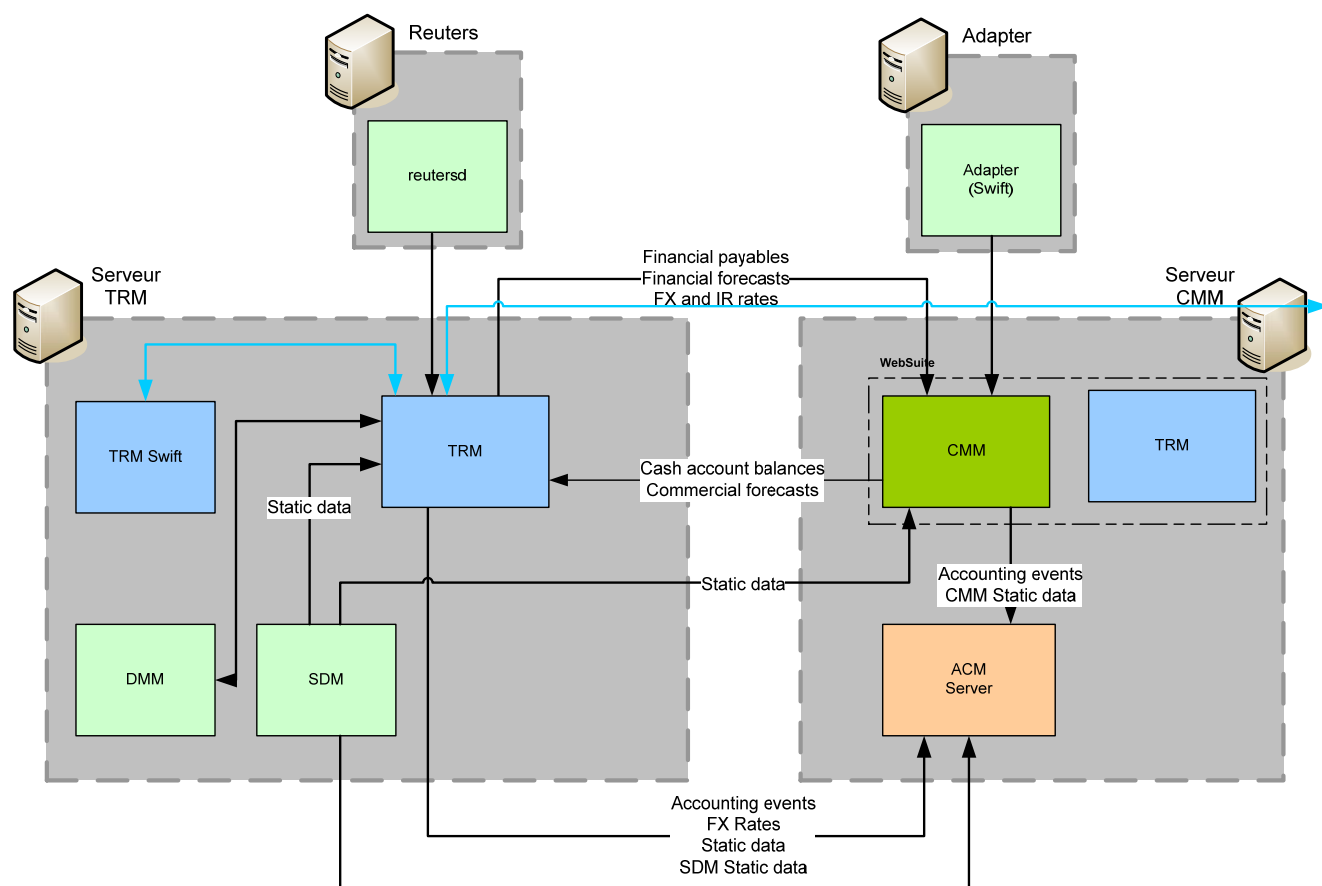 Reuters
Adapter
reutersd
Adapter
(Swift)
Financial payables
Financial forecasts
FX and IR rates
Serveur
TRM
Serveur
CMM
WebSuite
TRM Swift
TRM
CMM
TRM
Cash account balances
Commercial forecasts
Static data
Static data
Accounting events
CMM Static data
DMM
SDM
ACM
Server
Accounting events
FX Rates
Static data
SDM Static data